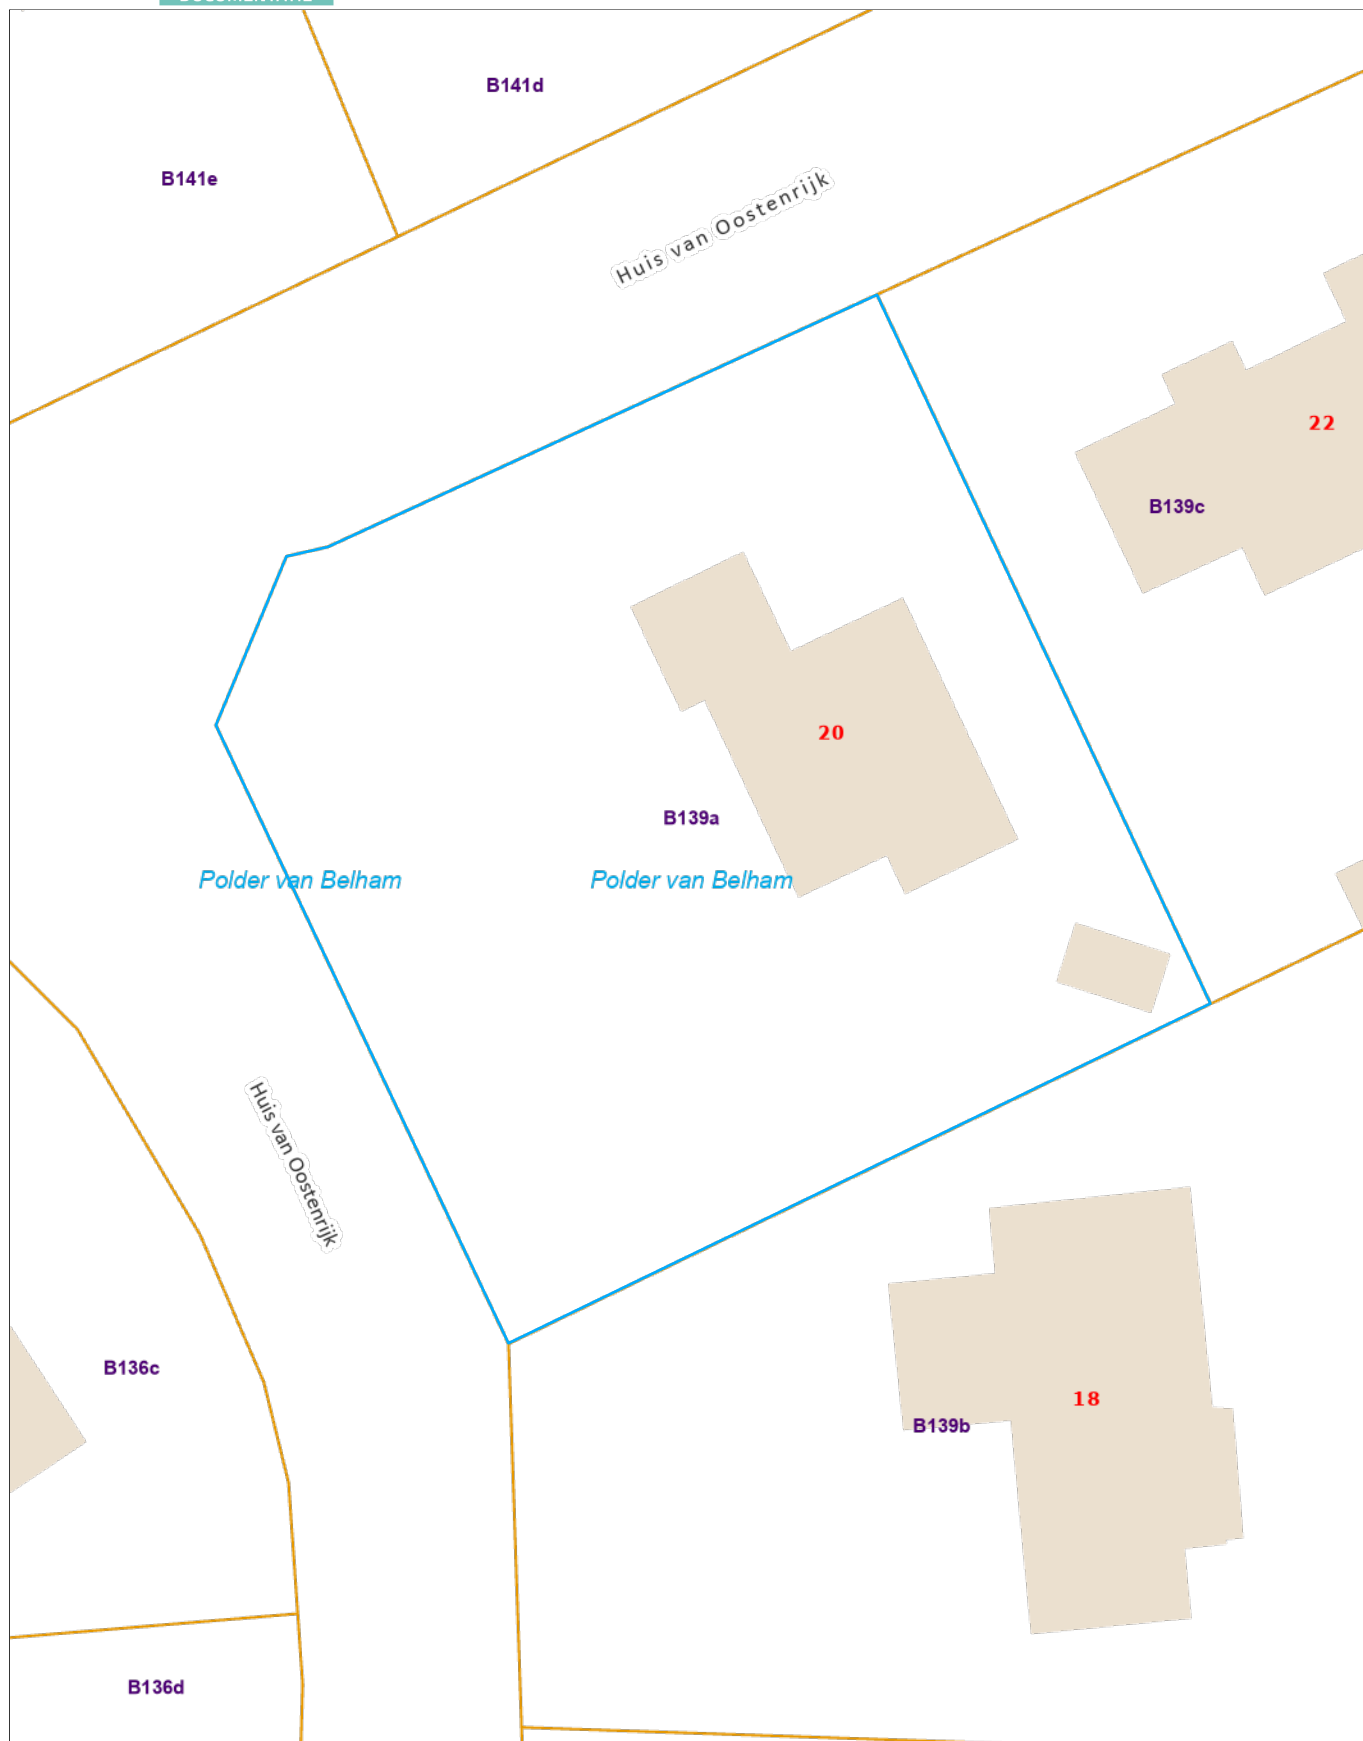 B141d
B141e
Huis van Oostenrijk
22
B139c
20
B139a
Polder van Belham
Polder van Belham
Huis van Oostenrijk
B136c
18
B139b
B136d